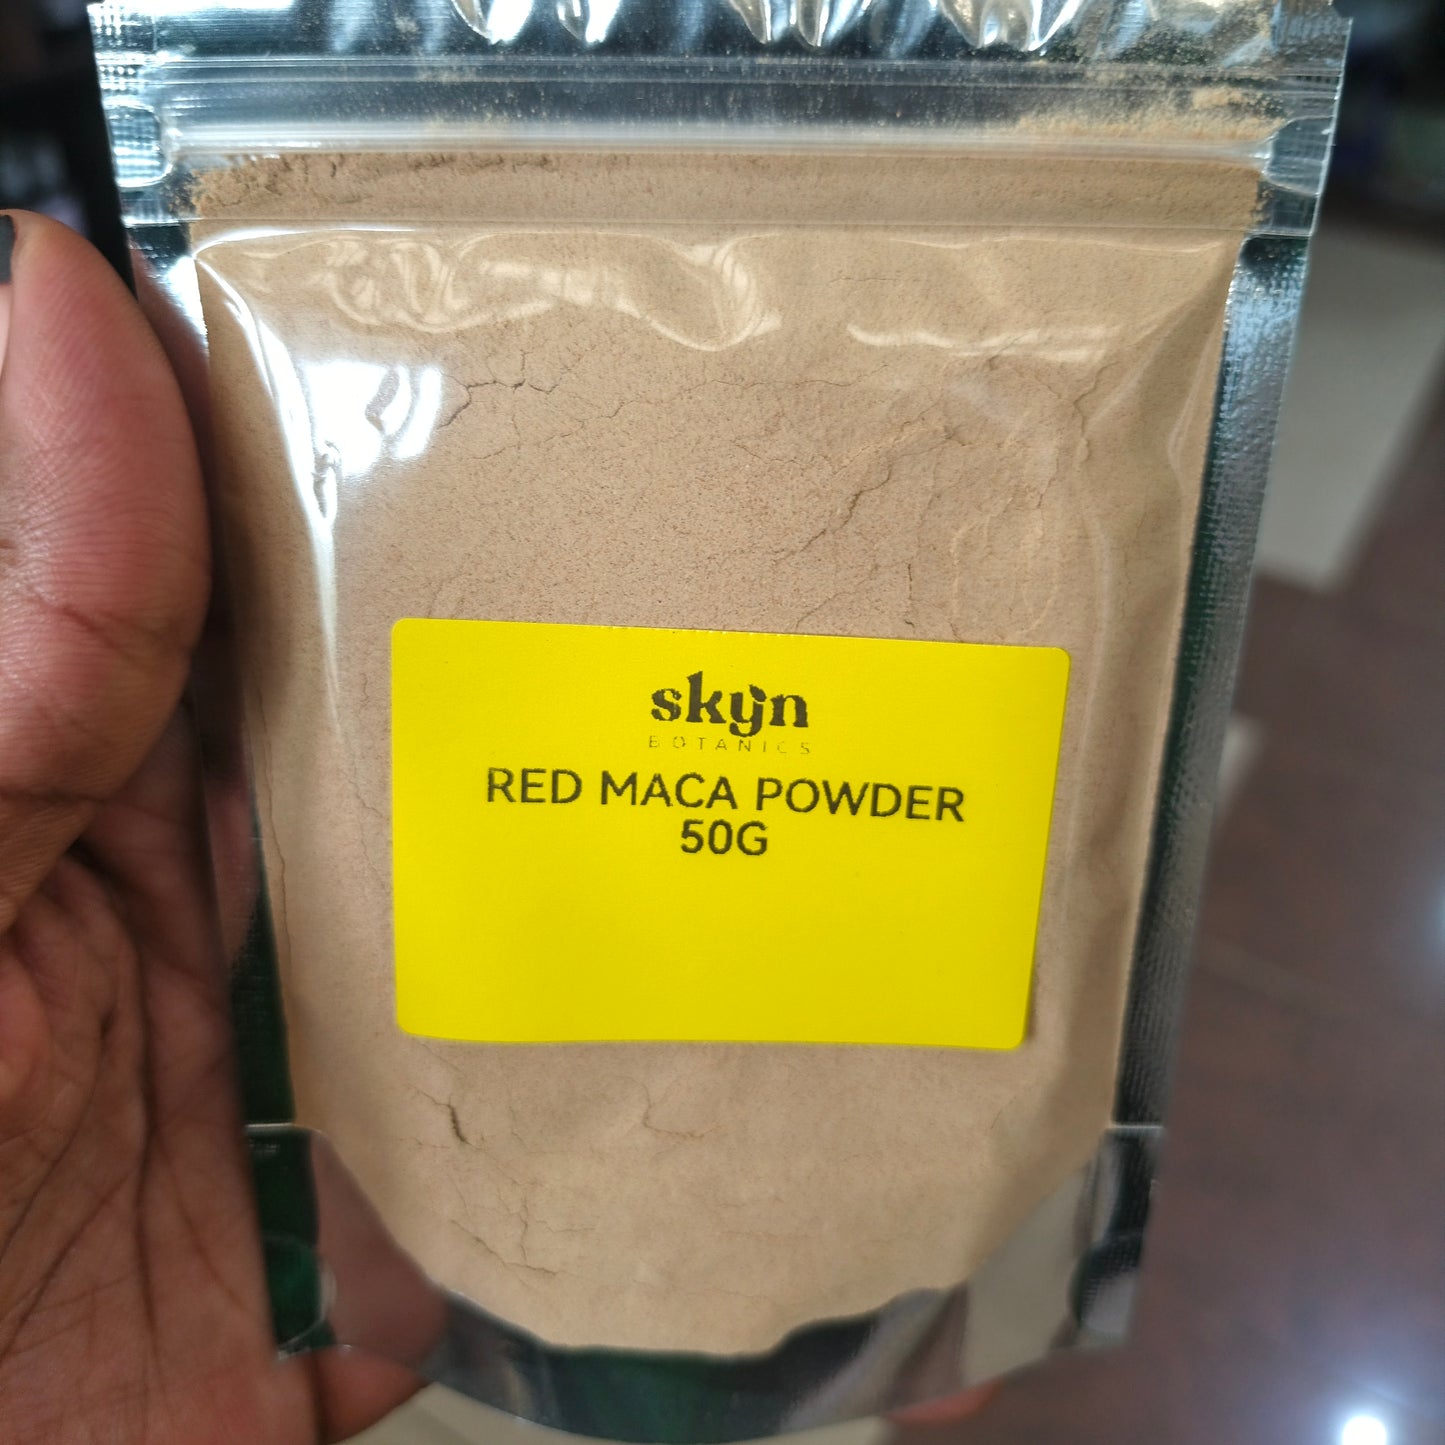 skyn
BOTANICS
RED MACA POWDER
50G